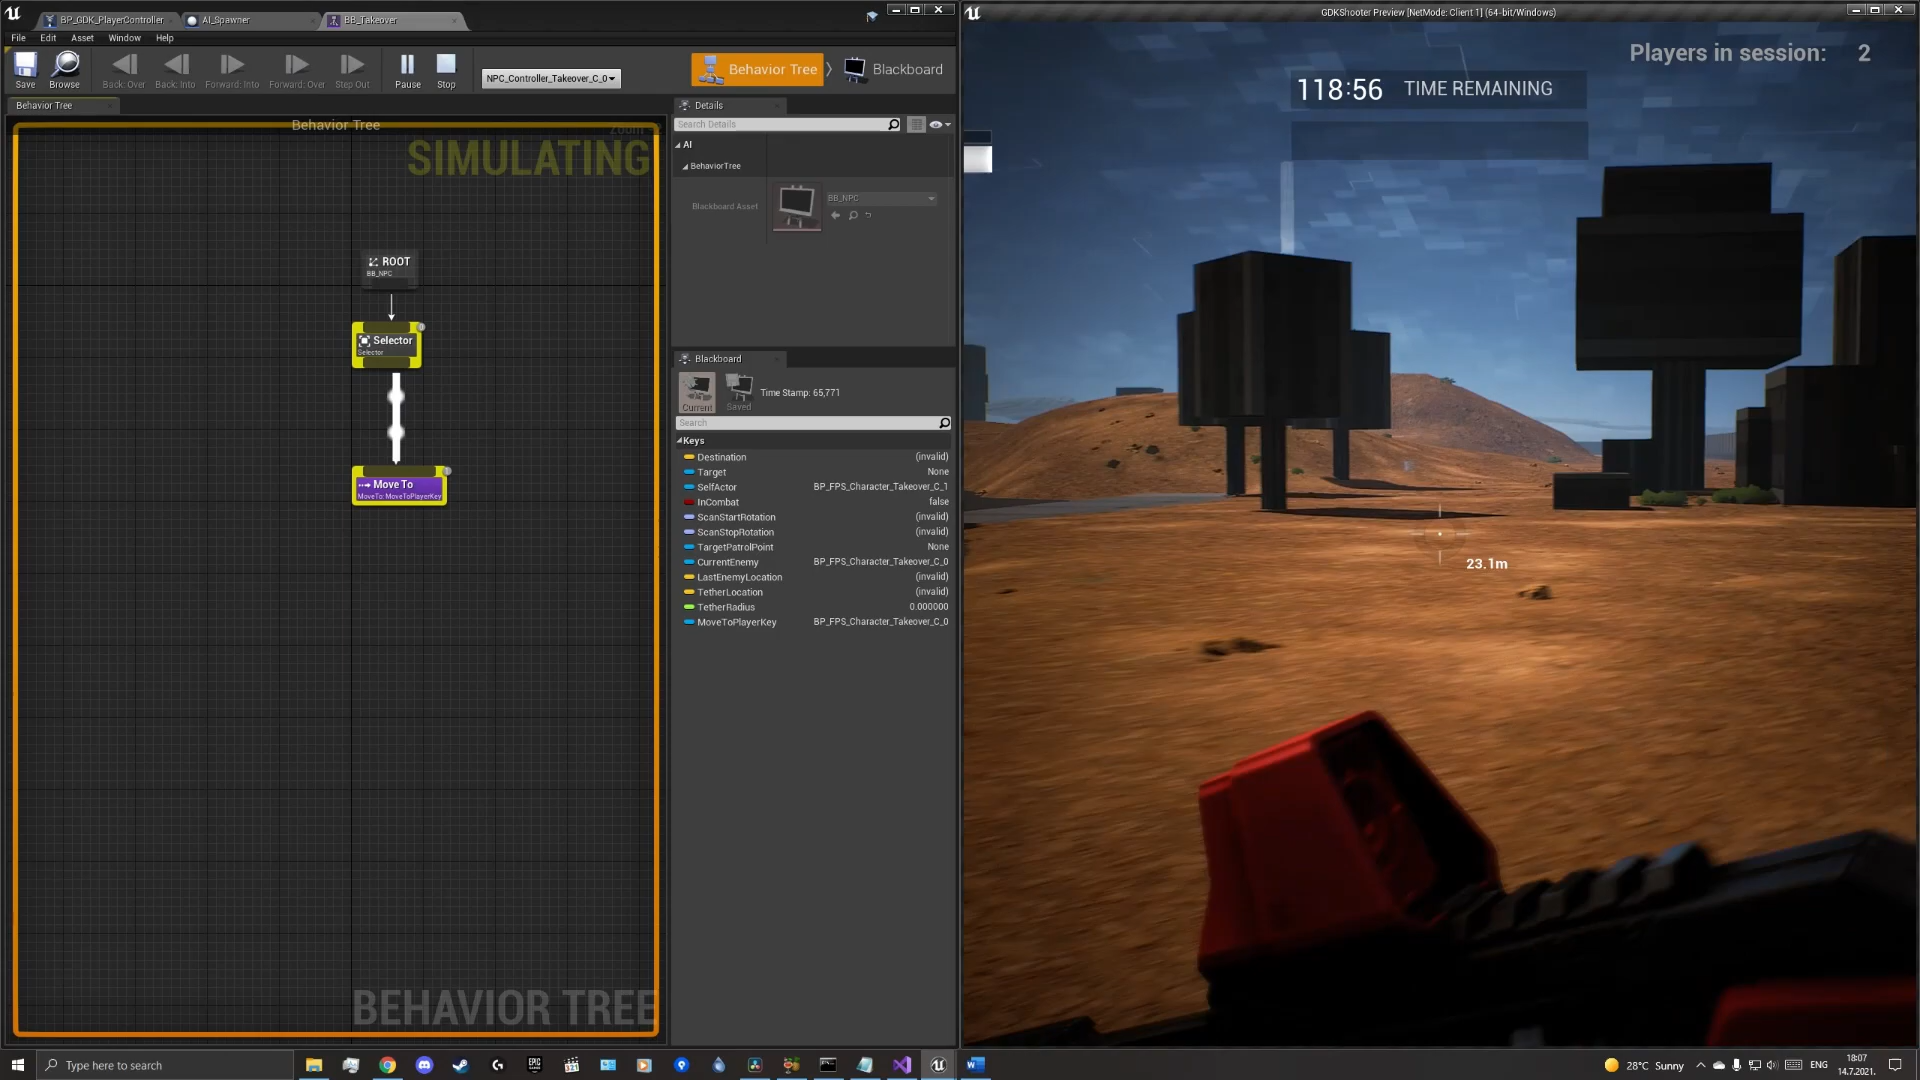 BP_GDK_PlayerController
AI_Spawner
BB_Takeover
File Edit Asset Window Help
Save
Browse
Back: Over
Back: Into
Forward: Into
Forward: Over
Step Out
Pause
Stop
NPC_Controller_Takeover_C_0
Behavior Tree
Blackboard
Behavior Tree
Behavior Tree
SIMULATING
ROOT
BB_NPC
Selector
Selector
Move To
MoveTo: MoveToPlayerKey
BEHAVIOR TREE
Details
Search Details
AI
BehaviorTree
Blackboard Asset
BB_NPC
Blackboard
Current
Saved
Time Stamp: 65,771
Search
Keys
Destination (invalid)
Target None
SelfActor BP_FPS_Character_Takeover_C_1
InCombat false
ScanStartRotation (invalid)
ScanStopRotation (invalid)
TargetPatrolPoint None
CurrentEnemy BP_FPS_Character_Takeover_C_0
LastEnemyLocation (invalid)
TetherLocation (invalid)
TetherRadius 0.000000
MoveToPlayerKey BP_FPS_Character_Takeover_C_0
GDKShooter Preview [NetMode: Client 1] (64-bit/Windows)
Players in session: 2
118:56 TIME REMAINING
23.1m
Type here to search
28°C Sunny
ENG
18:07
14.7.2021.